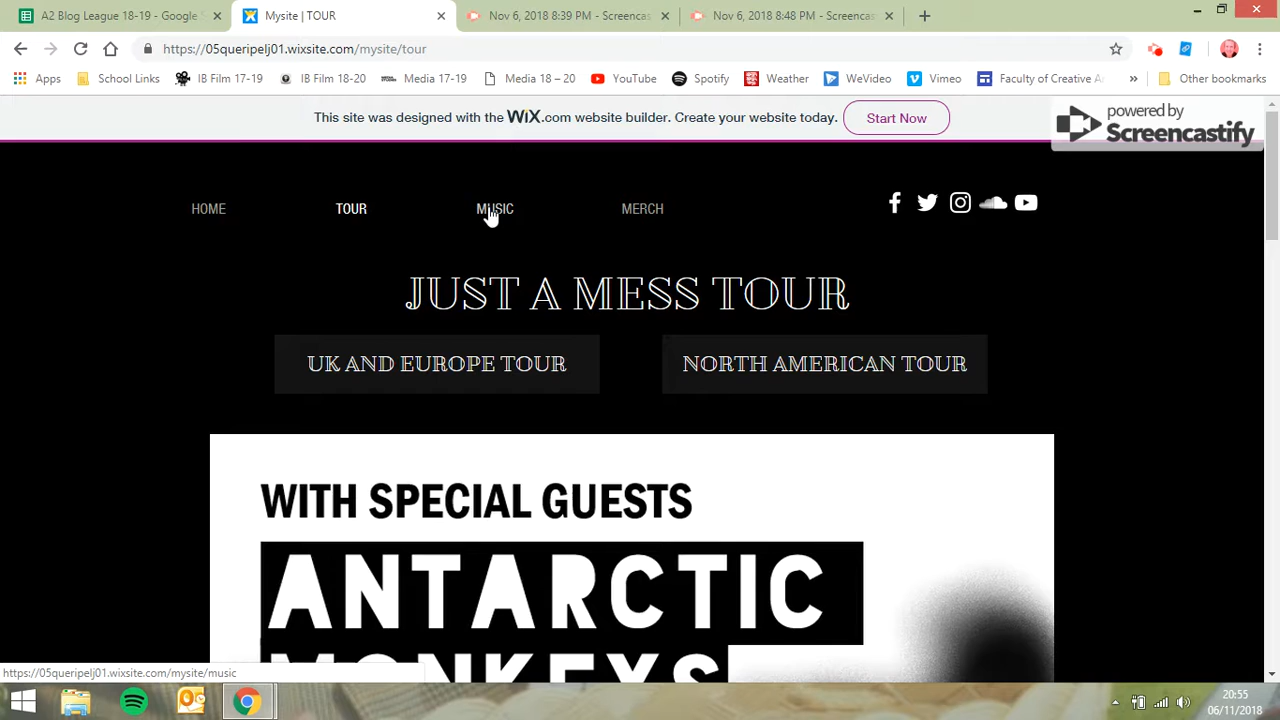 A2 Blog League 18-19 - Google
Mysite | TOUR
Nov 6, 2018 8:39 PM - Screencas
Nov 6, 2018 8:48 PM - Screencas
https://05queripelj01.wixsite.com/mysite/tour
Apps School Links IB Film 17-19 IB Film 18-20 Media 17-19 Media 18 – 20 YouTube Spotify Weather WeVideo Vimeo Faculty of Creative A » Other bookmarks
This site was designed with the WiX.com website builder. Create your website today. Start Now
powered by
Screencastify
HOME TOUR MUSIC MERCH
JUST A MESS TOUR
UK AND EUROPE TOUR
NORTH AMERICAN TOUR
WITH SPECIAL GUESTS
ANTARCTIC
MONKEYS
https://05queripelj01.wixsite.com/mysite/music
20:55
06/11/2018